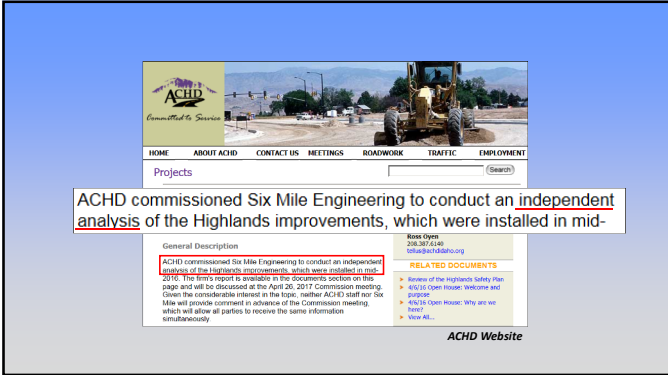 ACHD
Committed to Service
HOME ABOUT ACHD CONTACT US MEETINGS ROADWORK TRAFFIC EMPLOYMENT
Projects
Search
ACHD commissioned Six Mile Engineering to conduct an independent
analysis of the Highlands improvements, which were installed in mid-
General Description
ACHD commissioned Six Mile Engineering to conduct an independent
analysis of the Highlands improvements, which were installed in mid-
2016. The firm's report is available in the documents section on this
page and will be discussed at the April 26, 2017 Commission meeting.
Given the considerable interest in the topic, neither ACHD staff nor Six
Mile will provide comment in advance of the Commission meeting,
which will allow all parties to receive the same information
simultaneously
Ross Oyen
208.387.6140
tellus@achdidaho.org
RELATED DOCUMENTS
Review of the Highlands Safety Plan
4/6/16 Open House: Welcome and
purpose
4/6/16 Open House: Why are we
here?
View All...
ACHD Website